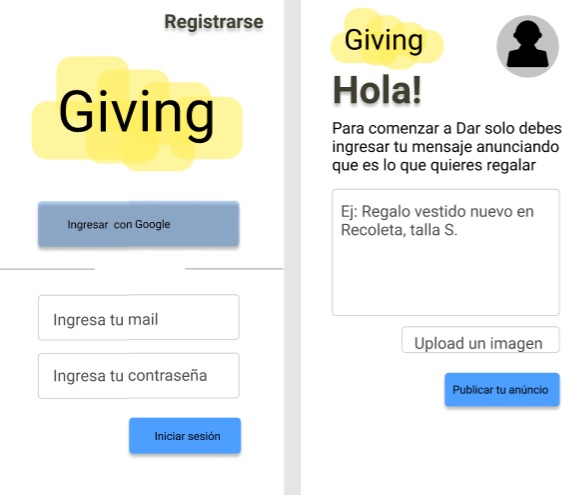 Registrarse
Giving
Ingresar con Google
Ingresa tu mail
Ingresa tu contraseña
Iniciar sesión
Giving
Hola!
Para comenzar a Dar solo debes
ingresar tu mensaje anunciando
que es lo que quieres regalar
Ej: Regalo vestido nuevo en
Recoleta, talla S.
Upload un imagen
Publicar tu anúncio